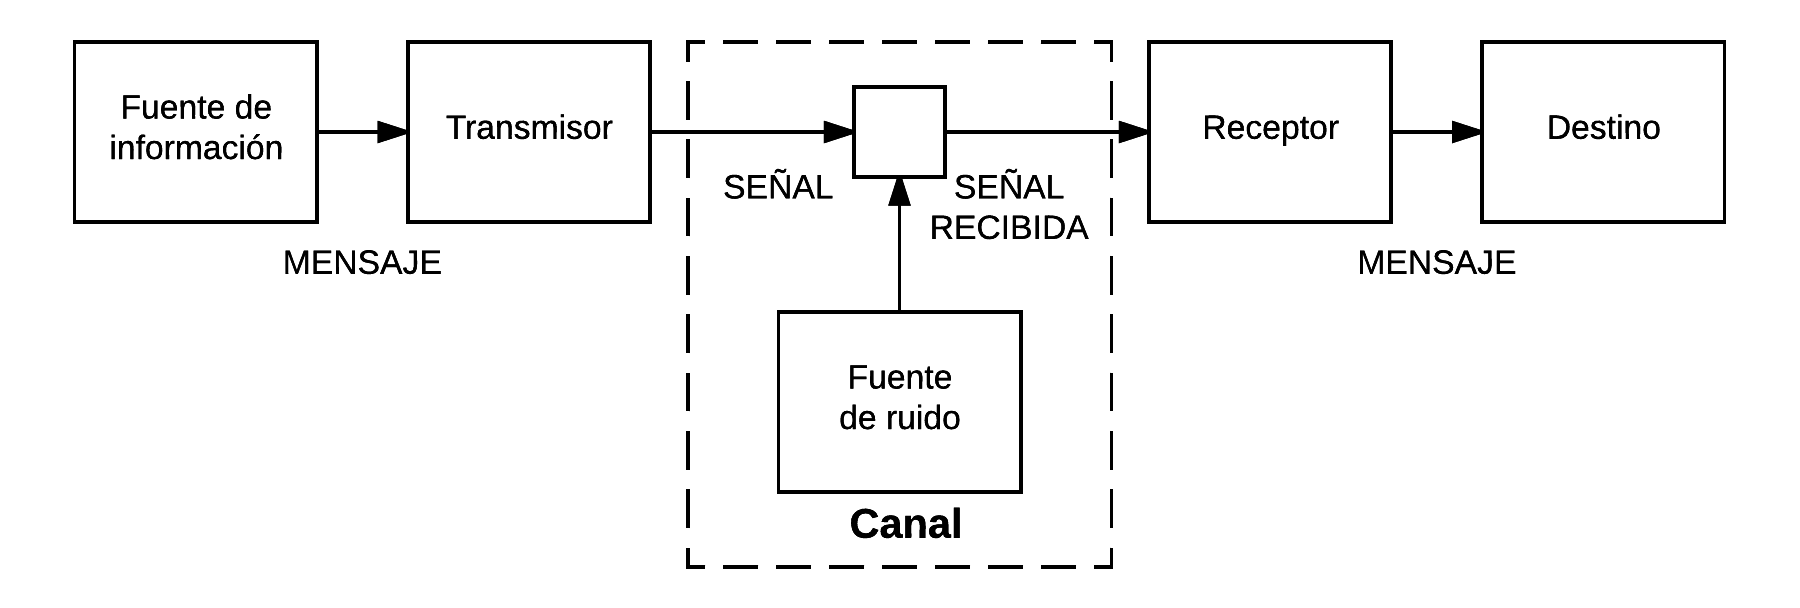 Fuente de
información
Transmisor
Receptor
Destino
SEÑAL
SEÑAL
RECIBIDA
MENSAJE
MENSAJE
Fuente
de ruido
Canal